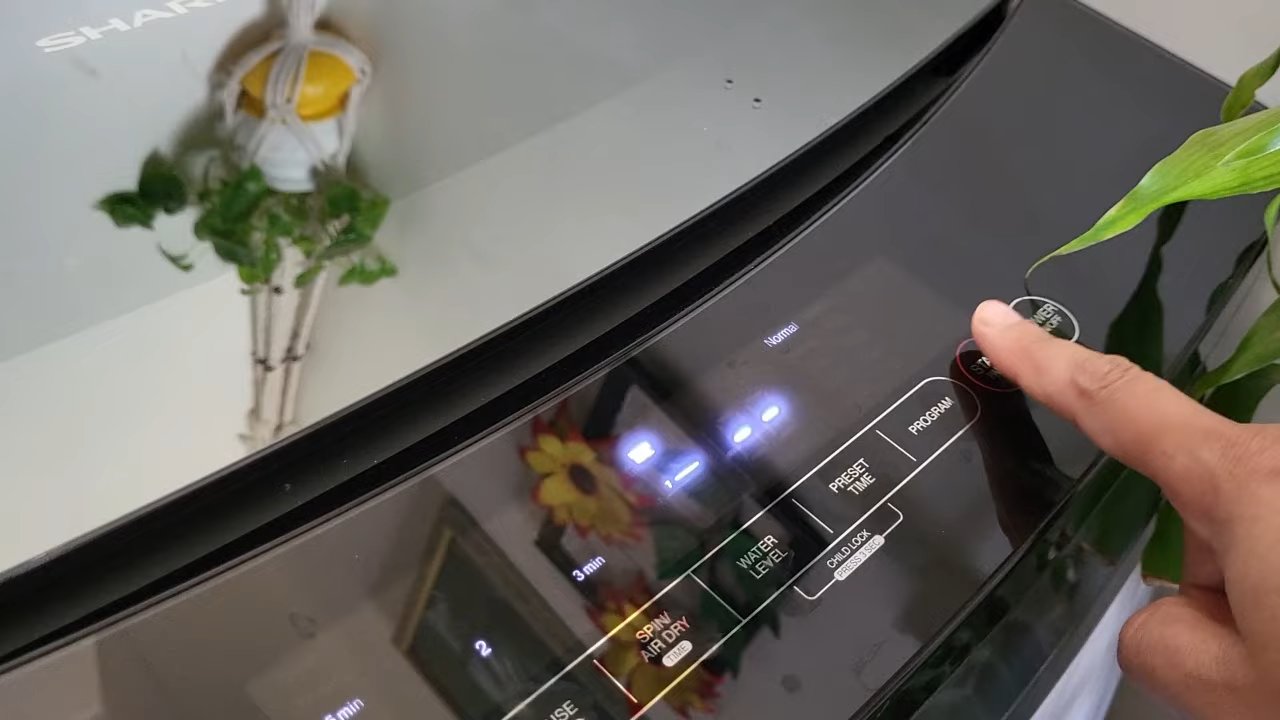 SHAR
Normal
PROGRAM
PRESET
TIME
CHILD LOCK
PRESS 3 SEC
WATER
LEVEL
3 min
SPIN/
AIR DRY
TIME
2
min